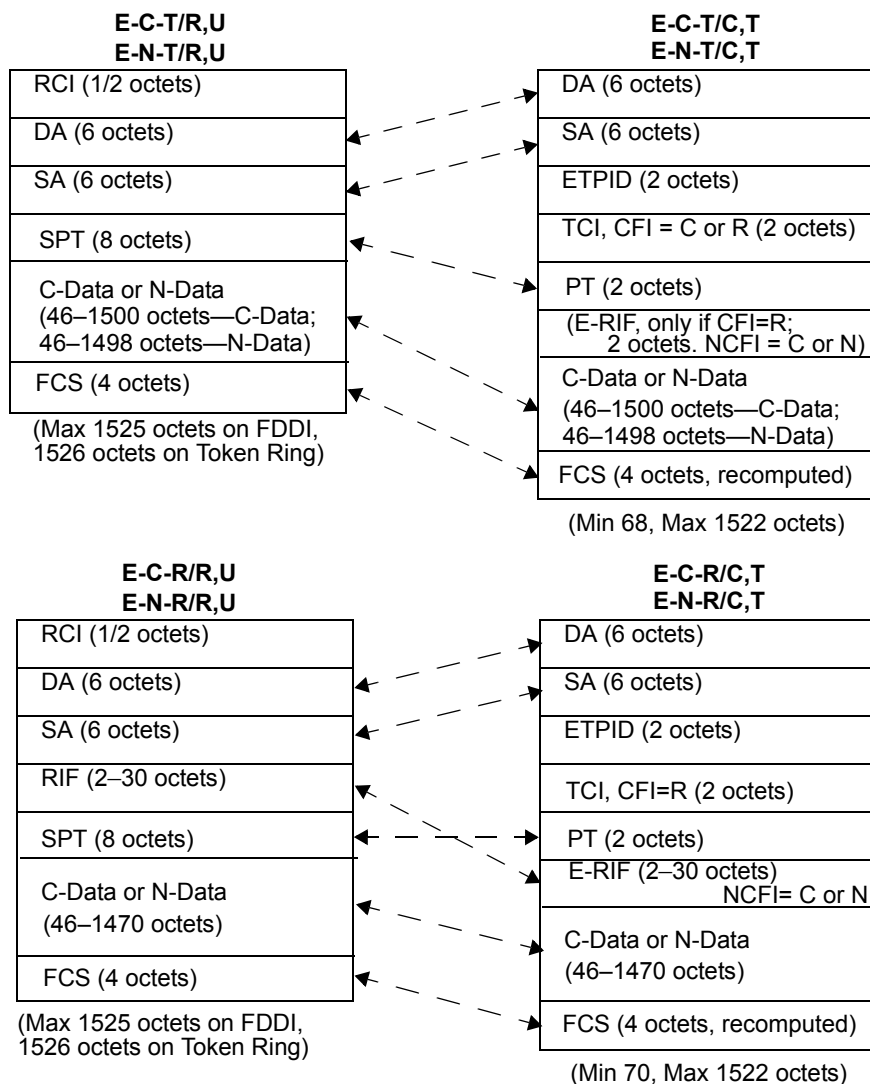 E-C-T/R,U
E-N-T/R,U
RCI (1/2 octets)
DA (6 octets)
SA (6 octets)
SPT (8 octets)
C-Data or N-Data
(46–1500 octets—C-Data;
46–1498 octets—N-Data)
FCS (4 octets)
(Max 1525 octets on FDDI,
1526 octets on Token Ring)
E-C-T/C,T
E-N-T/C,T
DA (6 octets)
SA (6 octets)
ETPID (2 octets)
TCI, CFI = C or R (2 octets)
PT (2 octets)
(E-RIF, only if CFI=R;
2 octets. NCFI = C or N)
C-Data or N-Data
(46–1500 octets—C-Data;
46–1498 octets—N-Data)
FCS (4 octets, recomputed)
(Min 68, Max 1522 octets)
E-C-R/R,U
E-N-R/R,U
RCI (1/2 octets)
DA (6 octets)
SA (6 octets)
RIF (2–30 octets)
SPT (8 octets)
C-Data or N-Data
(46–1470 octets)
FCS (4 octets)
(Max 1525 octets on FDDI,
1526 octets on Token Ring)
E-C-R/C,T
E-N-R/C,T
DA (6 octets)
SA (6 octets)
ETPID (2 octets)
TCI, CFI=R (2 octets)
PT (2 octets)
E-RIF (2–30 octets)
NCFI= C or N
C-Data or N-Data
(46–1470 octets)
FCS (4 octets, recomputed)
(Min 70, Max 1522 octets)